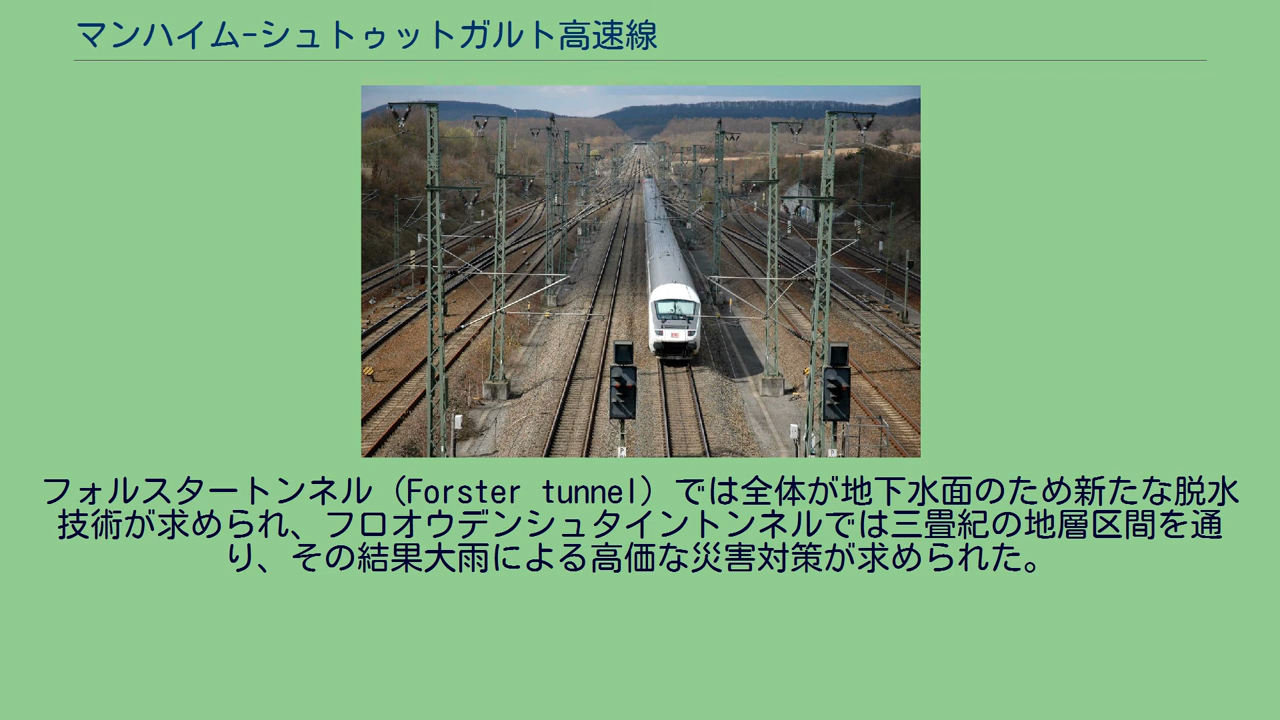 マンハイム-シュトゥットガルト高速線
フォルスタートンネル（Forster tunnel）では全体が地下水面のため新たな脱水
技術が求められ、フロオウデンシュタイントンネルでは三畳紀の地層区間を通
り、その結果大雨による高価な災害対策が求められた。